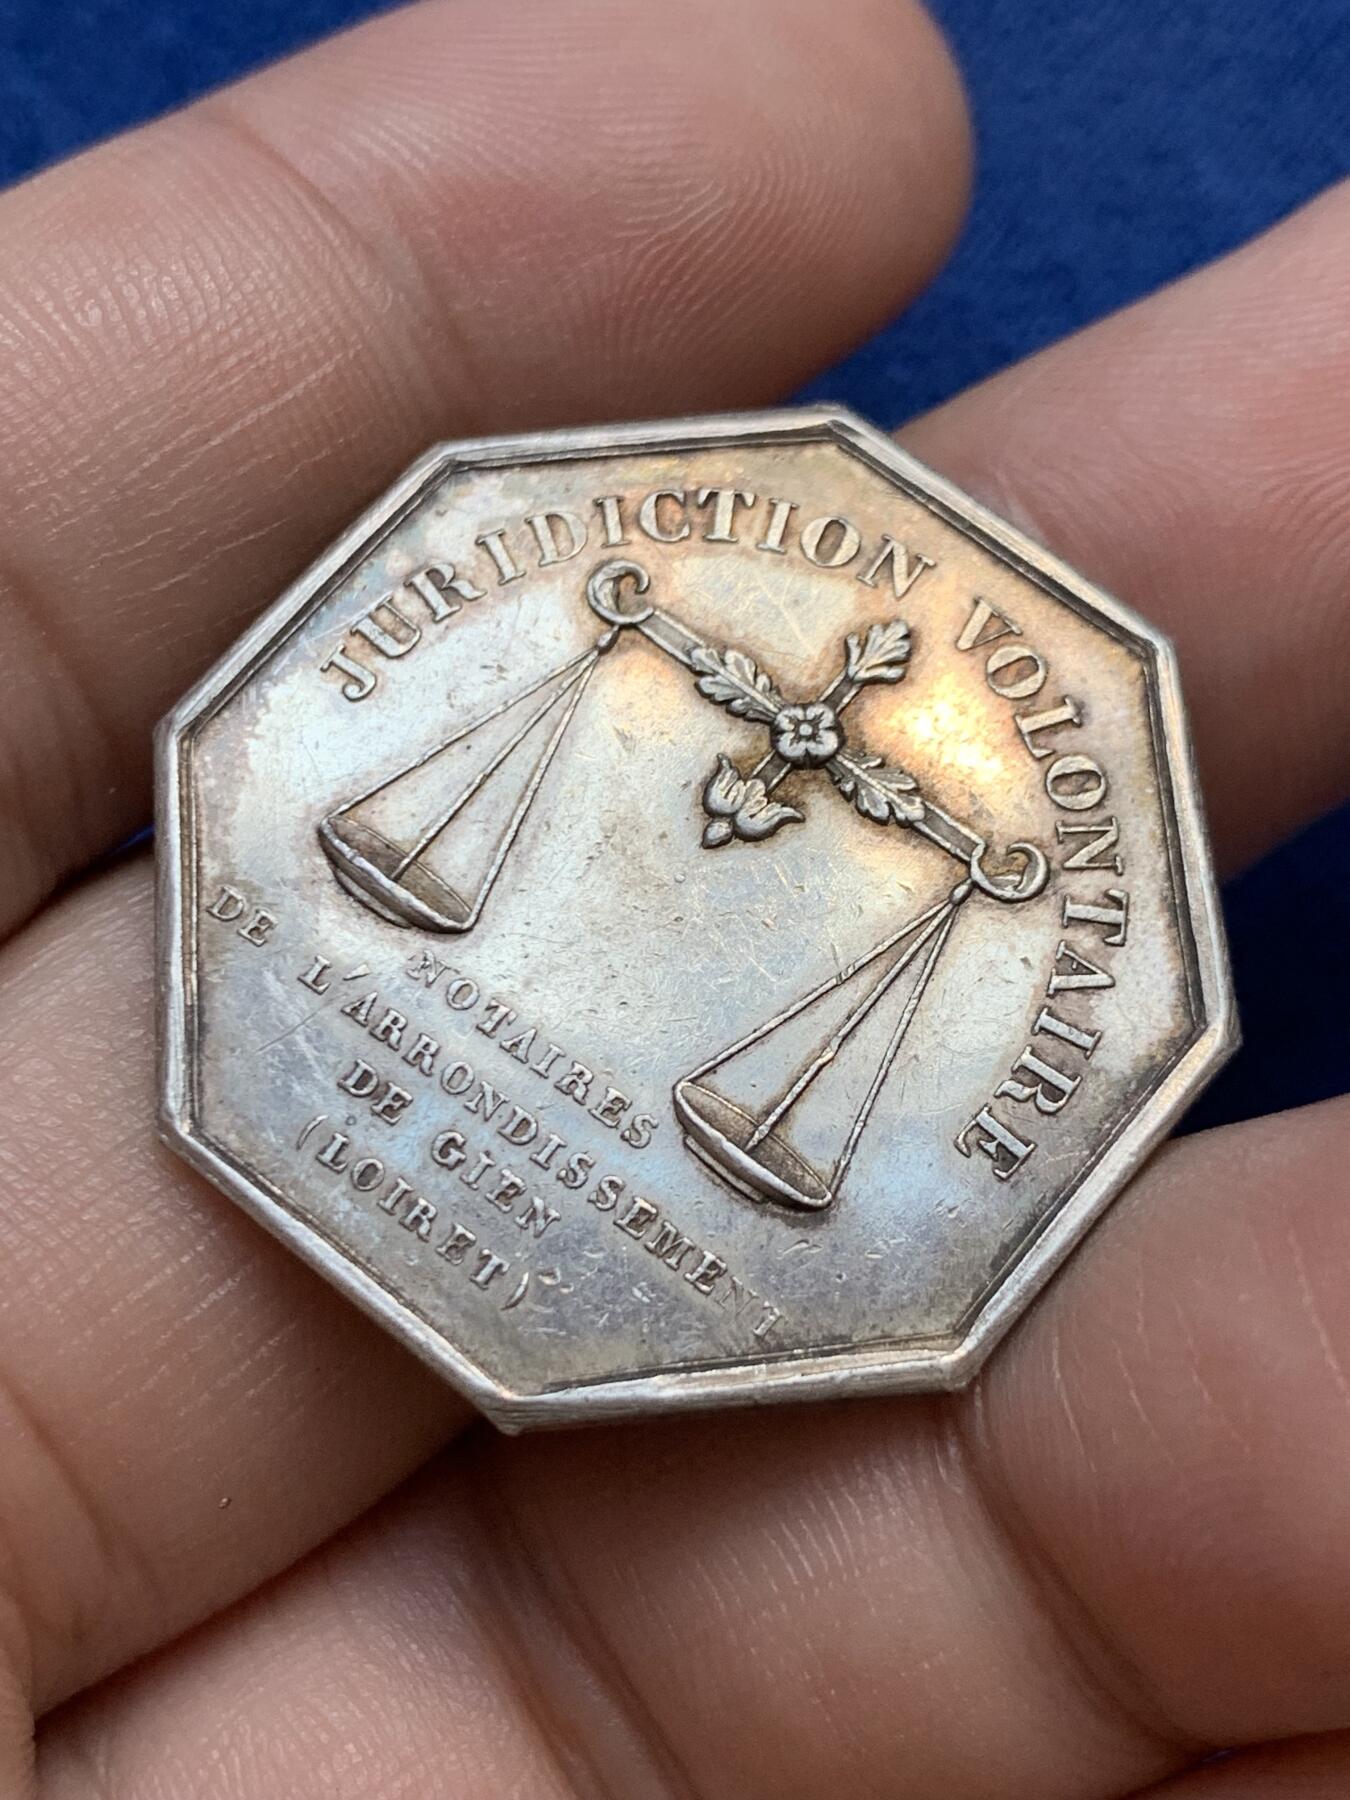 JURIDICTION VOLONTAIRE
NOTAIRES
DE L'ARRONDISSEMENT
DE GIEN
(LOIRET)